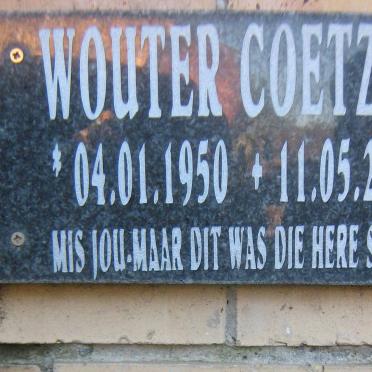 WOUTER COETZ
* 04.01.1950 + 11.05.2
MIS JOU-MAAR DIT WAS DIE HERE S